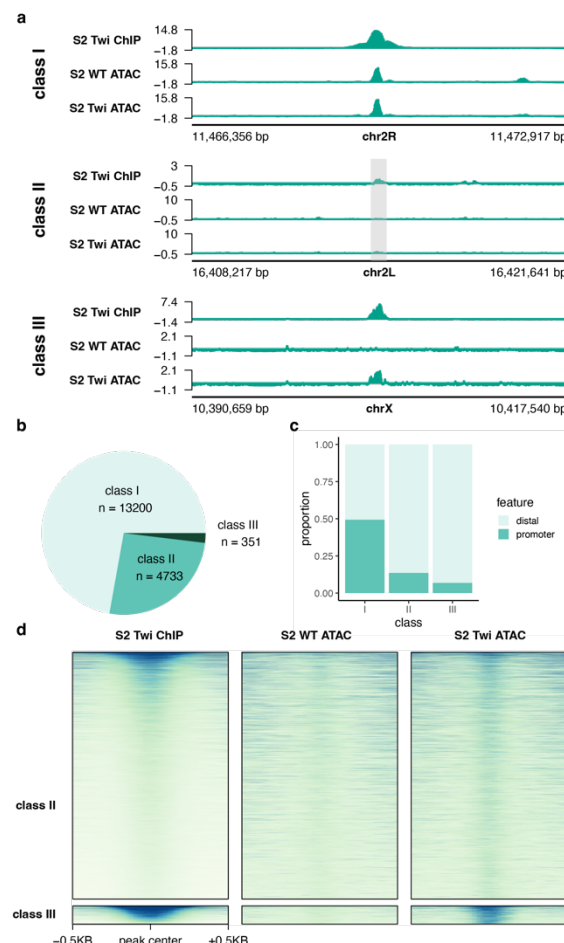 a
class I
S2 Twi ChIP
14.8
−1.8
S2 WT ATAC
15.8
−1.8
S2 Twi ATAC
15.8
−1.8
11,466,356 bp chr2R 11,472,917 bp
class II
S2 Twi ChIP
3
−0.5
S2 WT ATAC
10
−0.5
S2 Twi ATAC
10
−0.5
16,408,217 bp chr2L 16,421,641 bp
class III
S2 Twi ChIP
7.4
−1.4
S2 WT ATAC
2.1
−1.1
S2 Twi ATAC
2.1
−1.1
10,390,659 bp chrX 10,417,540 bp
b
class I
n = 13200
class III
n = 351
class II
n = 4733
c
proportion
1.00
0.75
0.50
0.25
0.00
I II III
class
feature
distal
promoter
d
S2 Twi ChIP S2 WT ATAC S2 Twi ATAC
class II
class III
−0.5KB peak center +0.5KB